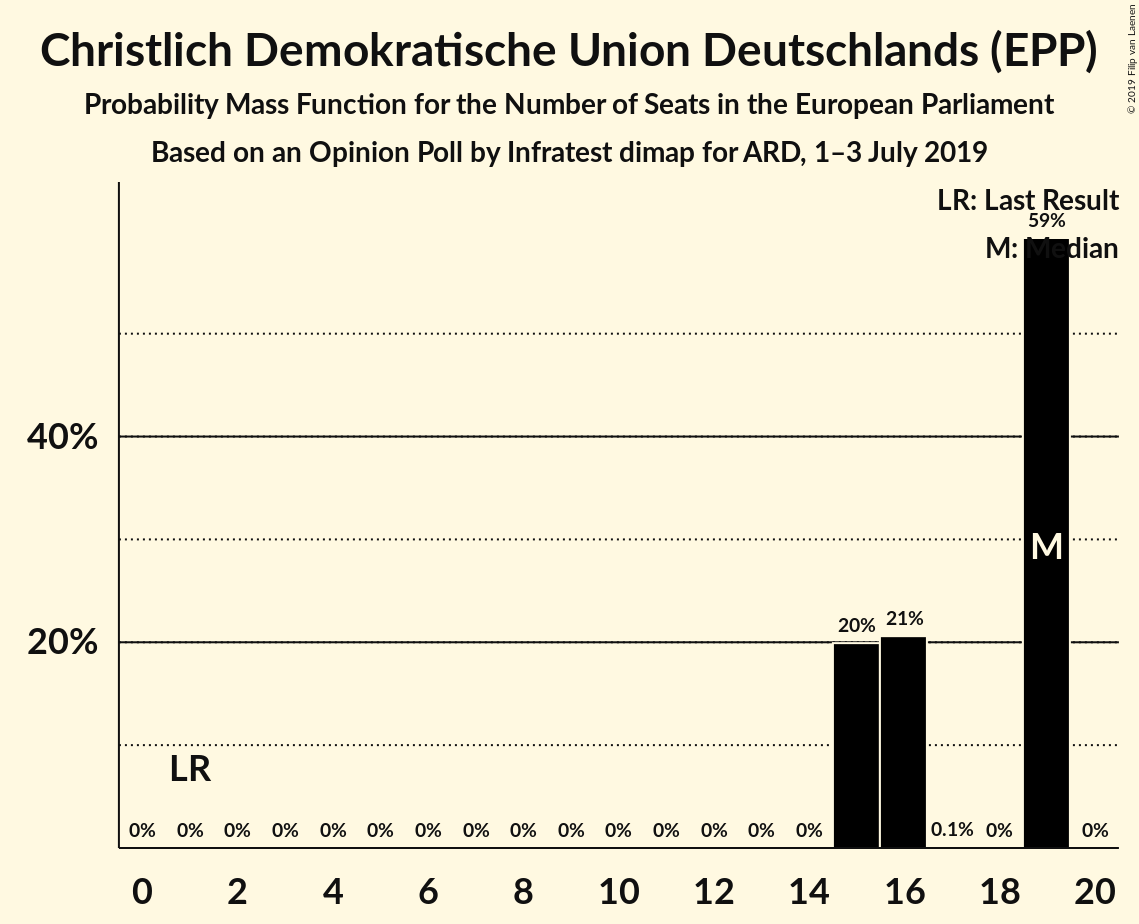 Christlich Demokratische Union Deutschlands (EPP)
Probability Mass Function for the Number of Seats in the European Parliament
Based on an Opinion Poll by Infratest dimap for ARD, 1–3 July 2019
© 2019 Filip van Laenen
LR: Last Result
59%
M: Median
40%
M
20% 21%
20%
LR
0% 0% 0% 0% 0% 0% 0% 0% 0% 0% 0% 0% 0% 0% 0% 0.1% 0% 0%
0 2 4 6 8 10 12 14 16 18 20